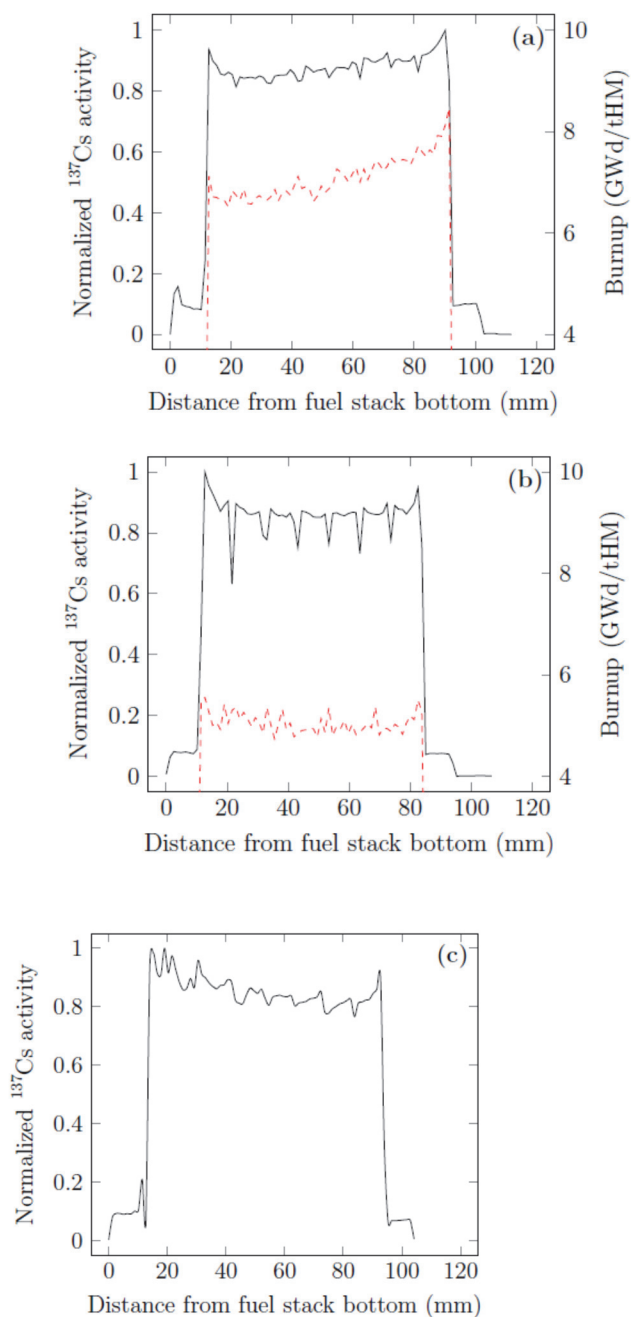 (a)
Normalized ¹³⁷Cs activity
Burnup (GWd/tHM)
1
0.8
0.6
0.4
0.2
0
10
8
6
4
0 20 40 60 80 100 120
Distance from fuel stack bottom (mm)
(b)
Normalized ¹³⁷Cs activity
Burnup (GWd/tHM)
1
0.8
0.6
0.4
0.2
0
10
8
6
4
0 20 40 60 80 100 120
Distance from fuel stack bottom (mm)
(c)
Normalized ¹³⁷Cs activity
1
0.8
0.6
0.4
0.2
0
0 20 40 60 80 100 120
Distance from fuel stack bottom (mm)